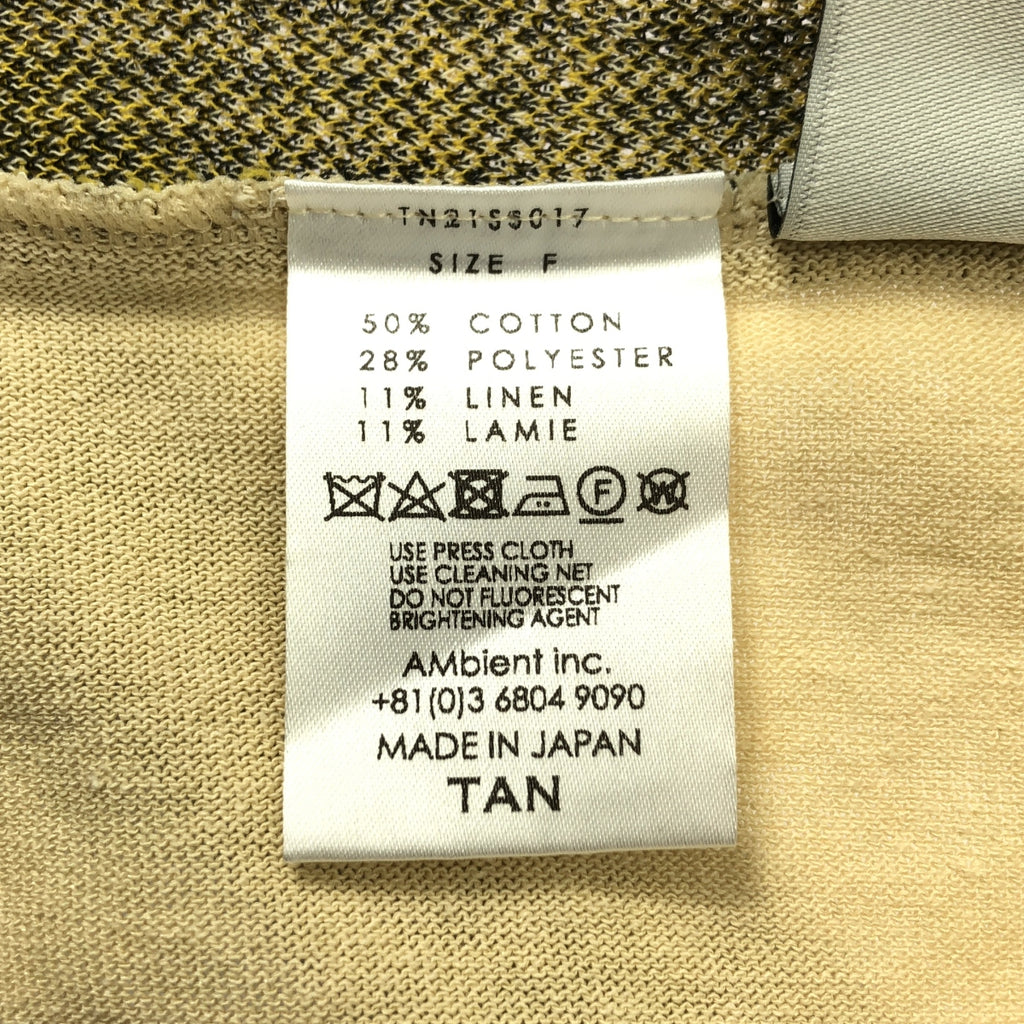 TN21SS017
SIZE F
50% COTTON
28% POLYESTER
11% LINEN
11% LAMIE
F W
USE PRESS CLOTH
USE CLEANING NET
DO NOT FLUORESCENT
BRIGHTENING AGENT
AMbient inc.
+81(0)3 6804 9090
MADE IN JAPAN
TAN